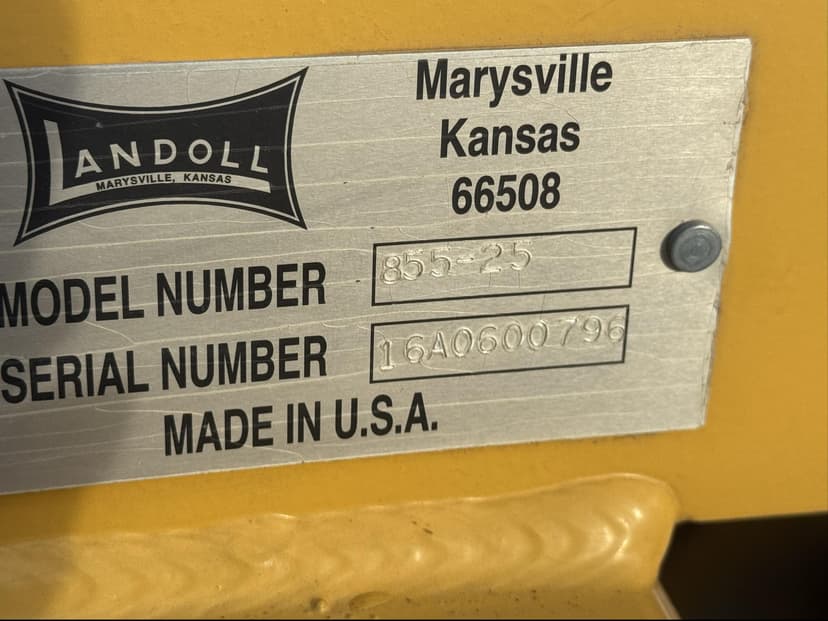 LANDOLL
MARYSVILLE, KANSAS
Marysville
Kansas
66508
MODEL NUMBER 855-25
SERIAL NUMBER 16A0600796
MADE IN U.S.A.